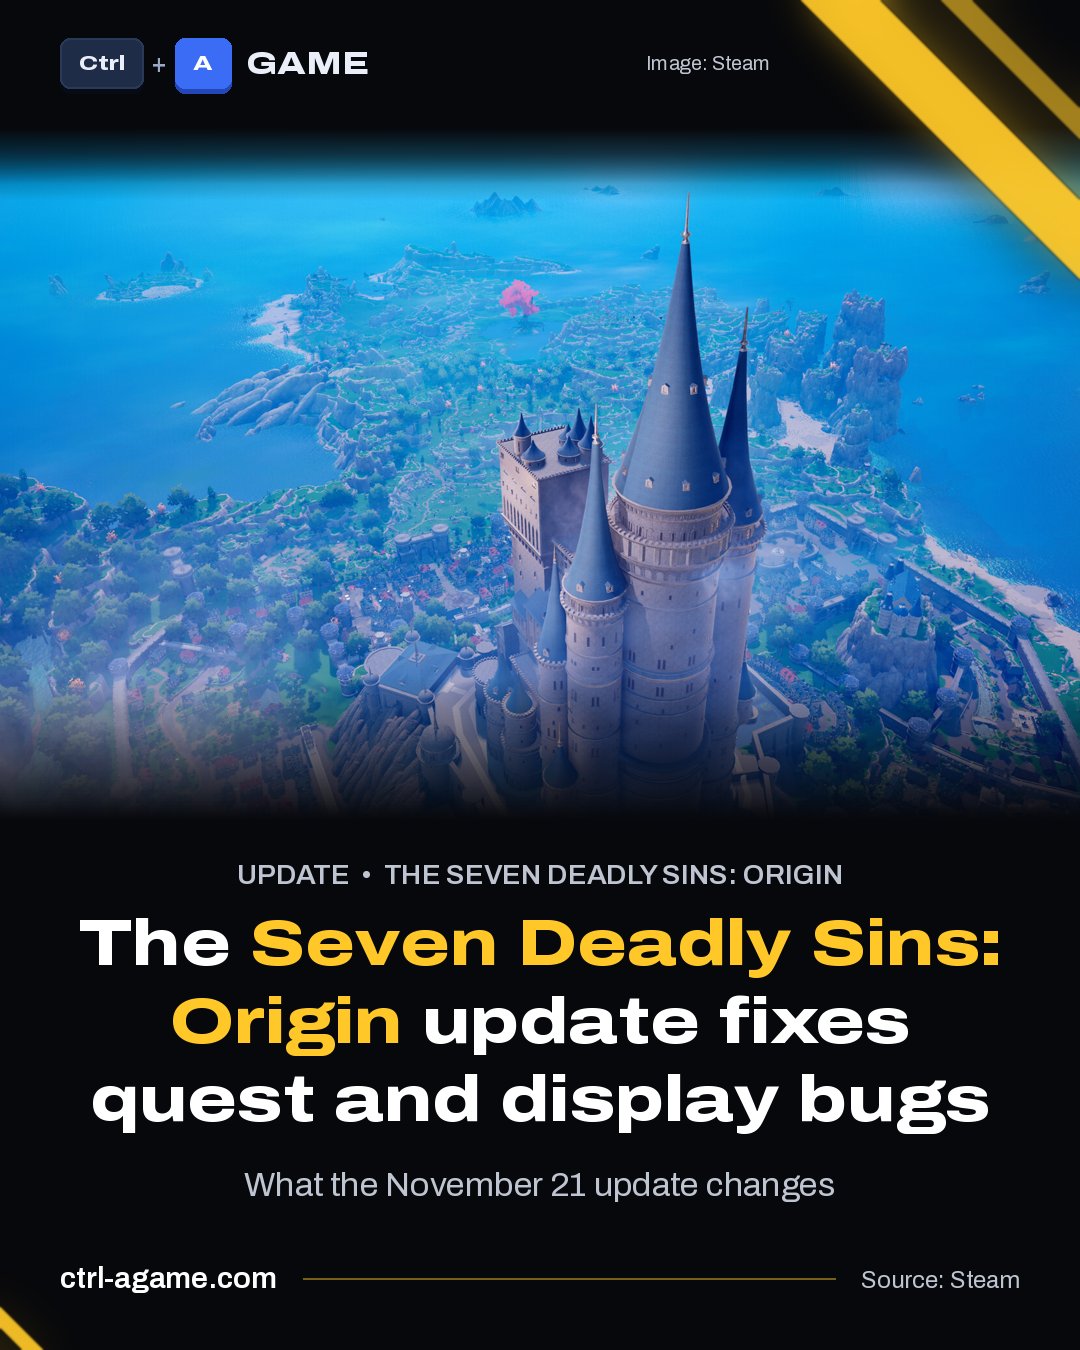 Ctrl + A GAME
Image: Steam
UPDATE • THE SEVEN DEADLY SINS: ORIGIN
The Seven Deadly Sins:
Origin update fixes
quest and display bugs
What the November 21 update changes
ctrl-agame.com
Source: Steam